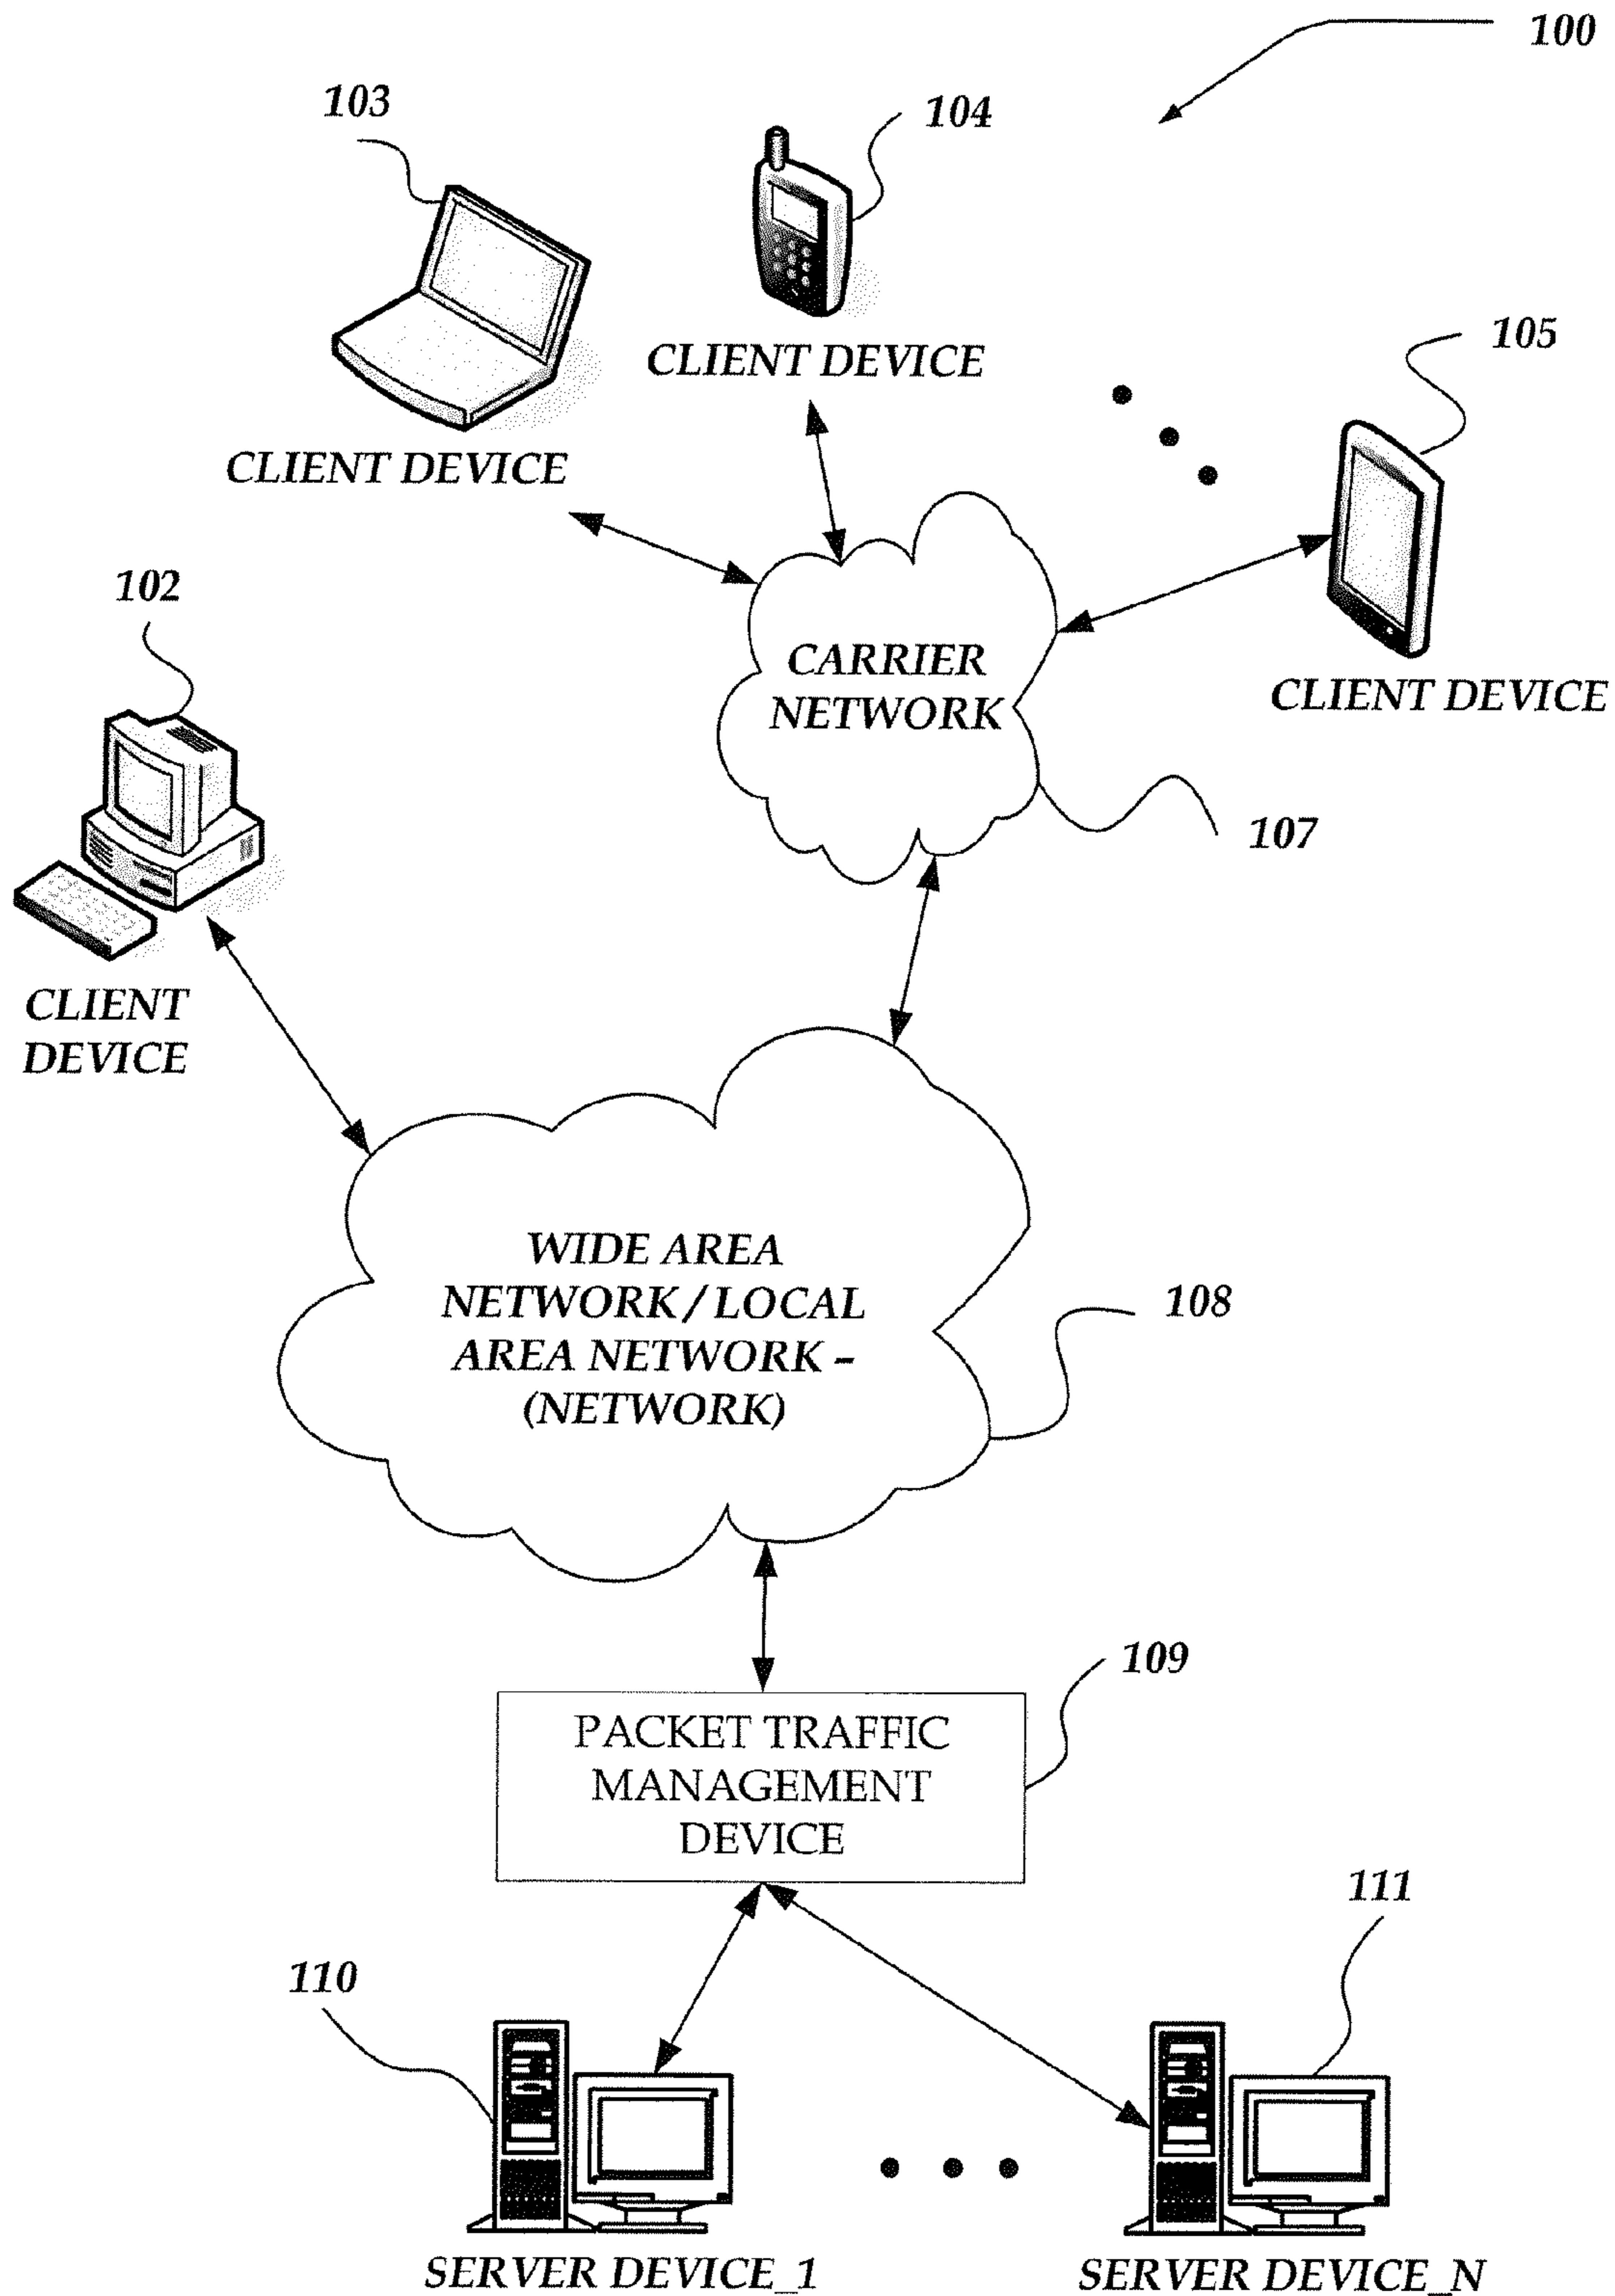 100
103
104
CLIENT DEVICE
105
CLIENT DEVICE
102
CARRIER
NETWORK
CLIENT DEVICE
107
CLIENT
DEVICE
WIDE AREA
NETWORK / LOCAL
AREA NETWORK –
(NETWORK)
108
109
PACKET TRAFFIC
MANAGEMENT
DEVICE
111
110
SERVER DEVICE_1
SERVER DEVICE_N